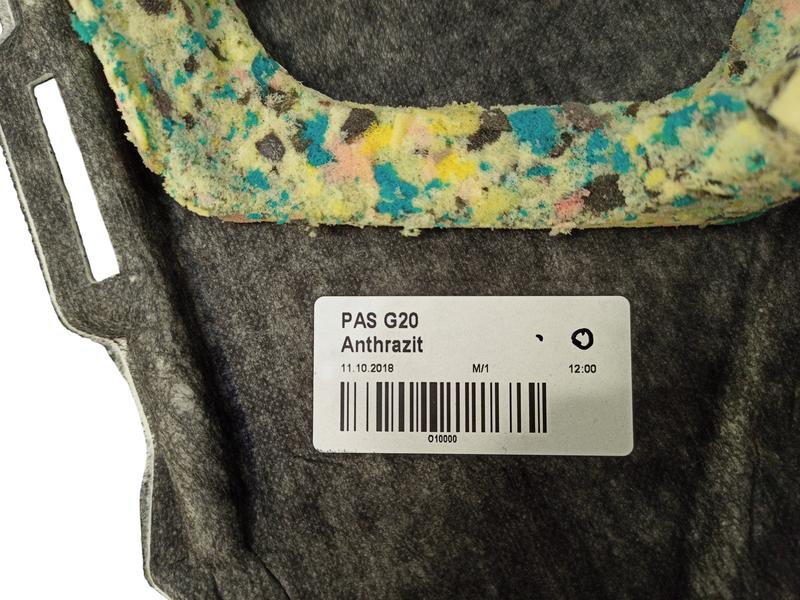 PAS G20
Anthrazit
11.10.2018 M/1 12:00
O10000